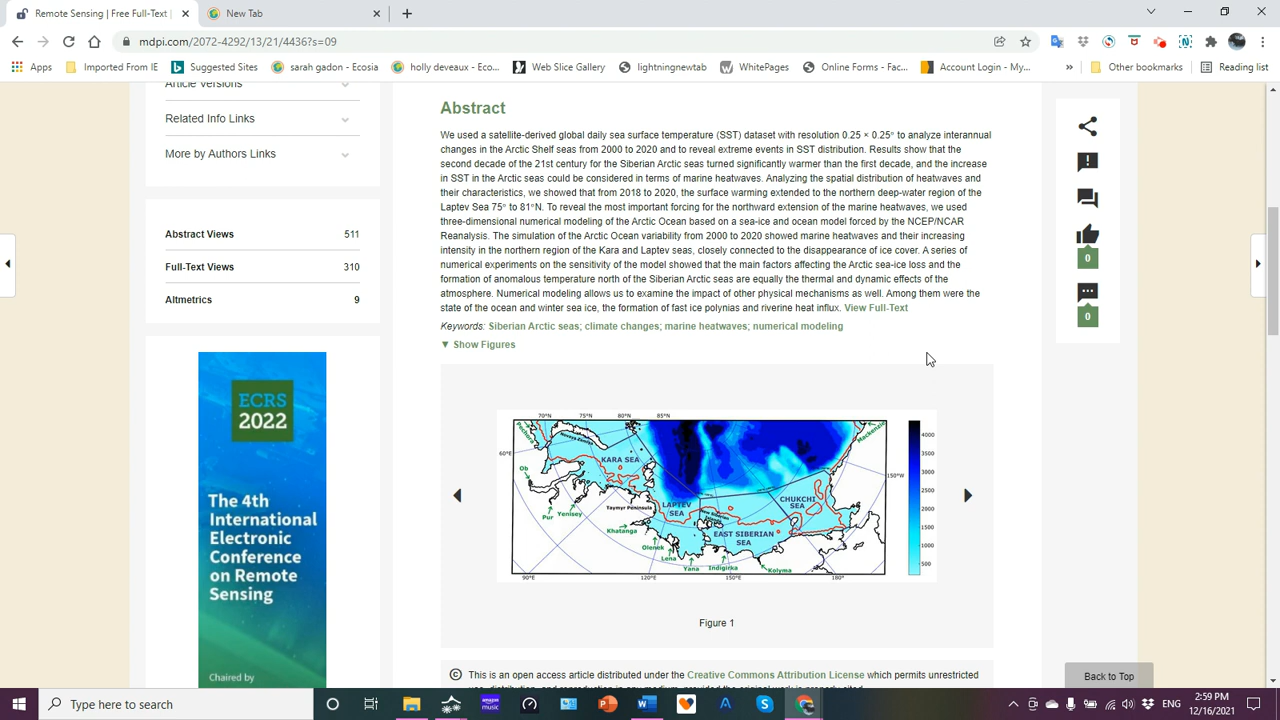 Remote Sensing | Free Full-Text |
New Tab
mdpi.com/2072-4292/13/21/4436?s=09
Apps
Imported From IE
Suggested Sites
sarah gadon - Ecosia
holly deveaux - Eco...
Web Slice Gallery
lightningnewtab
WhitePages
Online Forms - Fac...
Account Login - My...
»
Other bookmarks
Reading list
Article Versions
Related Info Links
More by Authors Links
Abstract Views 511
Full-Text Views 310
Altmetrics 9
ECRS
2022
The 4th
International
Electronic
Conference
on Remote
Sensing
Chaired by
Abstract
We used a satellite-derived global daily sea surface temperature (SST) dataset with resolution 0.25 × 0.25° to analyze interannual
changes in the Arctic Shelf seas from 2000 to 2020 and to reveal extreme events in SST distribution. Results show that the
second decade of the 21st century for the Siberian Arctic seas turned significantly warmer than the first decade, and the increase
in SST in the Arctic seas could be considered in terms of marine heatwaves. Analyzing the spatial distribution of heatwaves and
their characteristics, we showed that from 2018 to 2020, the surface warming extended to the northern deep-water region of the
Laptev Sea 75° to 81°N. To reveal the most important forcing for the northward extension of the marine heatwaves, we used
three-dimensional numerical modeling of the Arctic Ocean based on a sea-ice and ocean model forced by the NCEP/NCAR
Reanalysis. The simulation of the Arctic Ocean variability from 2000 to 2020 showed marine heatwaves and their increasing
intensity in the northern region of the Kara and Laptev seas, closely connected to the disappearance of ice cover. A series of
numerical experiments on the sensitivity of the model showed that the main factors affecting the Arctic sea-ice loss and the
formation of anomalous temperature north of the Siberian Arctic seas are equally the thermal and dynamic effects of the
atmosphere. Numerical modeling allows us to examine the impact of other physical mechanisms as well. Among them were the
state of the ocean and winter sea ice, the formation of fast ice polynias and riverine heat influx. View Full-Text
Keywords: Siberian Arctic seas; climate changes; marine heatwaves; numerical modeling
▼ Show Figures
70°N 75°N 80°N 85°N
60°E
150°W
90°E 120°E 150°E 180°
Pechora
Novaya Zemlya
KARA SEA
Ob
Pur
Yenisey
Taymyr Peninsula
Khatanga
LAPTEV
SEA
Olenek
Lena
Yana
Indigirka
Kolyma
EAST SIBERIAN
SEA
CHUKCHI
SEA
Mackenzie
4000
3500
3000
2500
2000
1500
1000
500
Figure 1
This is an open access article distributed under the Creative Commons Attribution License which permits unrestricted
0
0
Back to Top
Type here to search
amazon
music
ENG
2:59 PM
12/16/2021